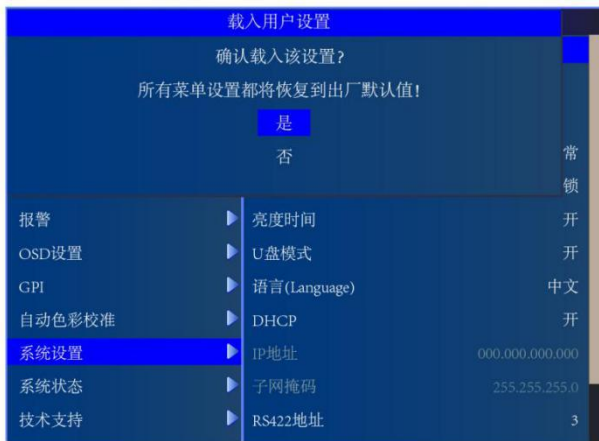 载入用户设置
确认载入该设置?
所有菜单设置都将恢复到出厂默认值!
是
否
常
锁
报警
亮度时间 开
OSD设置
U盘模式 开
GPI
语言(Language) 中文
自动色彩校准
DHCP 开
系统设置
IP地址 000.000.000.000
系统状态
子网掩码 255.255.255.0
技术支持
RS422地址 3